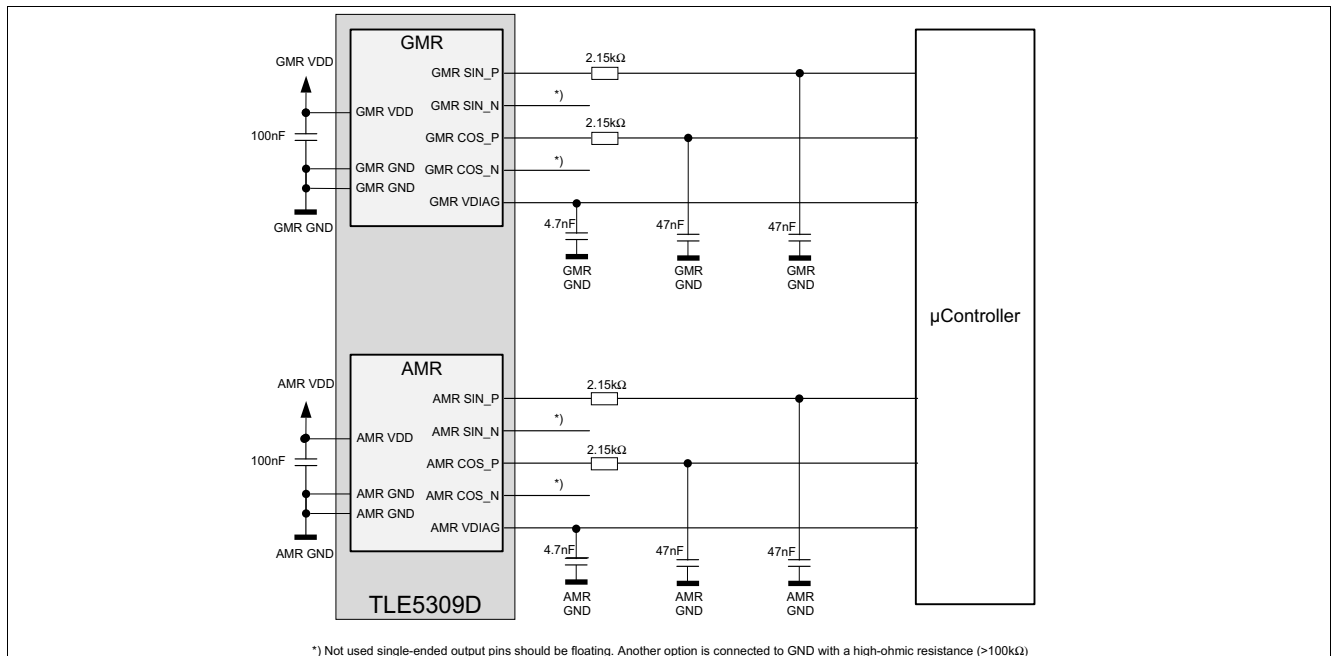 GMR
GMR VDD
GMR SIN_P
2.15kΩ
GMR SIN_N
*)
GMR VDD
GMR COS_P
2.15kΩ
100nF
GMR COS_N
*)
GMR GND
GMR GND
GMR VDIAG
GMR GND
4.7nF
47nF
47nF
GMR
GND
GMR
GND
GMR
GND
µController
AMR
AMR VDD
AMR SIN_P
2.15kΩ
AMR SIN_N
*)
AMR VDD
AMR COS_P
2.15kΩ
100nF
AMR COS_N
*)
AMR GND
AMR GND
AMR VDIAG
AMR GND
4.7nF
47nF
47nF
AMR
GND
AMR
GND
AMR
GND
TLE5309D
*) Not used single-ended output pins should be floating. Another option is connected to GND with a high-ohmic resistance (>100kΩ)